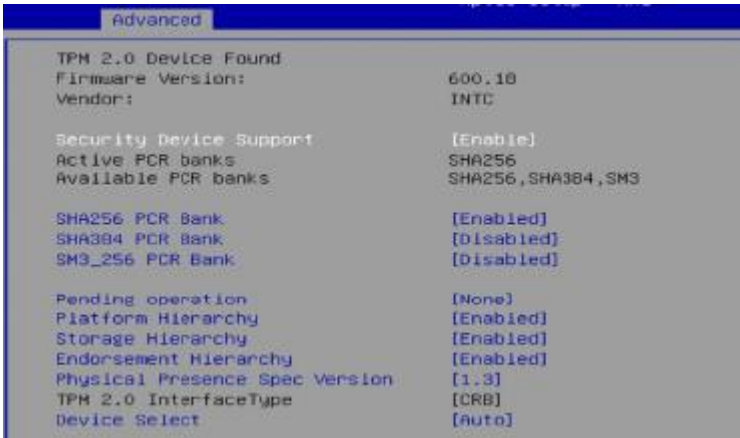 Advanced
TPM 2.0 Device Found
Firmware Version: 600.18
Vendor: INTC
Security Device Support [Enable]
Active PCR banks SHA256
Available PCR banks SHA256,SHA384,SM3
SHA256 PCR Bank [Enabled]
SHA384 PCR Bank [Disabled]
SM3_256 PCR Bank [Disabled]
Pending operation [None]
Platform Hierarchy [Enabled]
Storage Hierarchy [Enabled]
Endorsement Hierarchy [Enabled]
Physical Presence Spec Version [1.3]
TPM 2.0 InterfaceType [CRB]
Device Select [Auto]